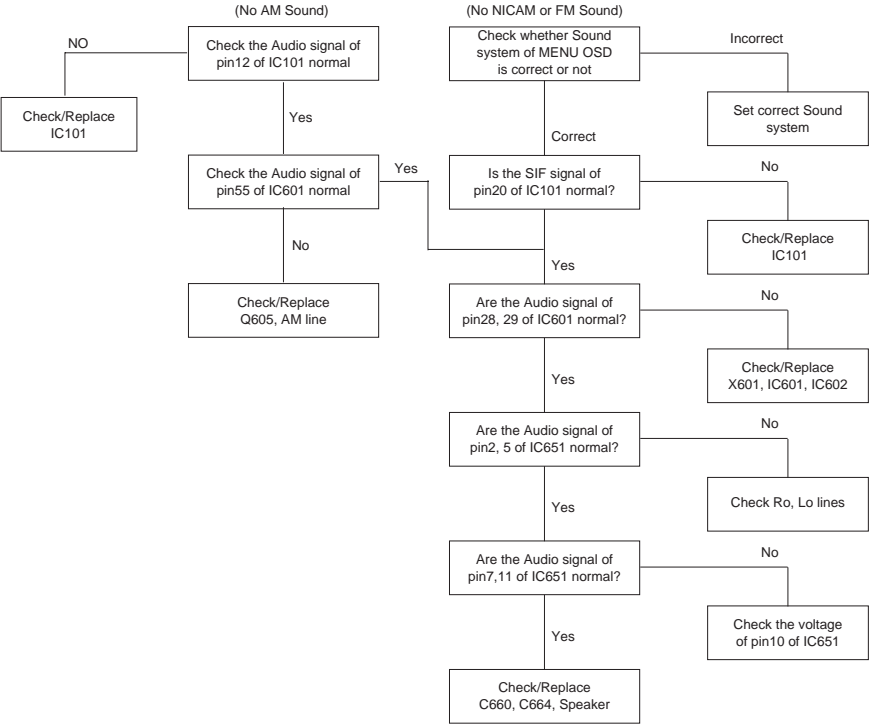 (No AM Sound)
(No NICAM or FM Sound)
NO
Check the Audio signal of
pin12 of IC101 normal
Check whether Sound
system of MENU OSD
is correct or not
Incorrect
Check/Replace
IC101
Yes
Set correct Sound
system
Correct
Check the Audio signal of
pin55 of IC601 normal
Yes
Is the SIF signal of
pin20 of IC101 normal?
No
No
Check/Replace
IC101
Yes
Check/Replace
Q605, AM line
Are the Audio signal of
pin28, 29 of IC601 normal?
No
Yes
Check/Replace
X601, IC601, IC602
Are the Audio signal of
pin2, 5 of IC651 normal?
No
Yes
Check Ro, Lo lines
Are the Audio signal of
pin7,11 of IC651 normal?
No
Yes
Check the voltage
of pin10 of IC651
Check/Replace
C660, C664, Speaker